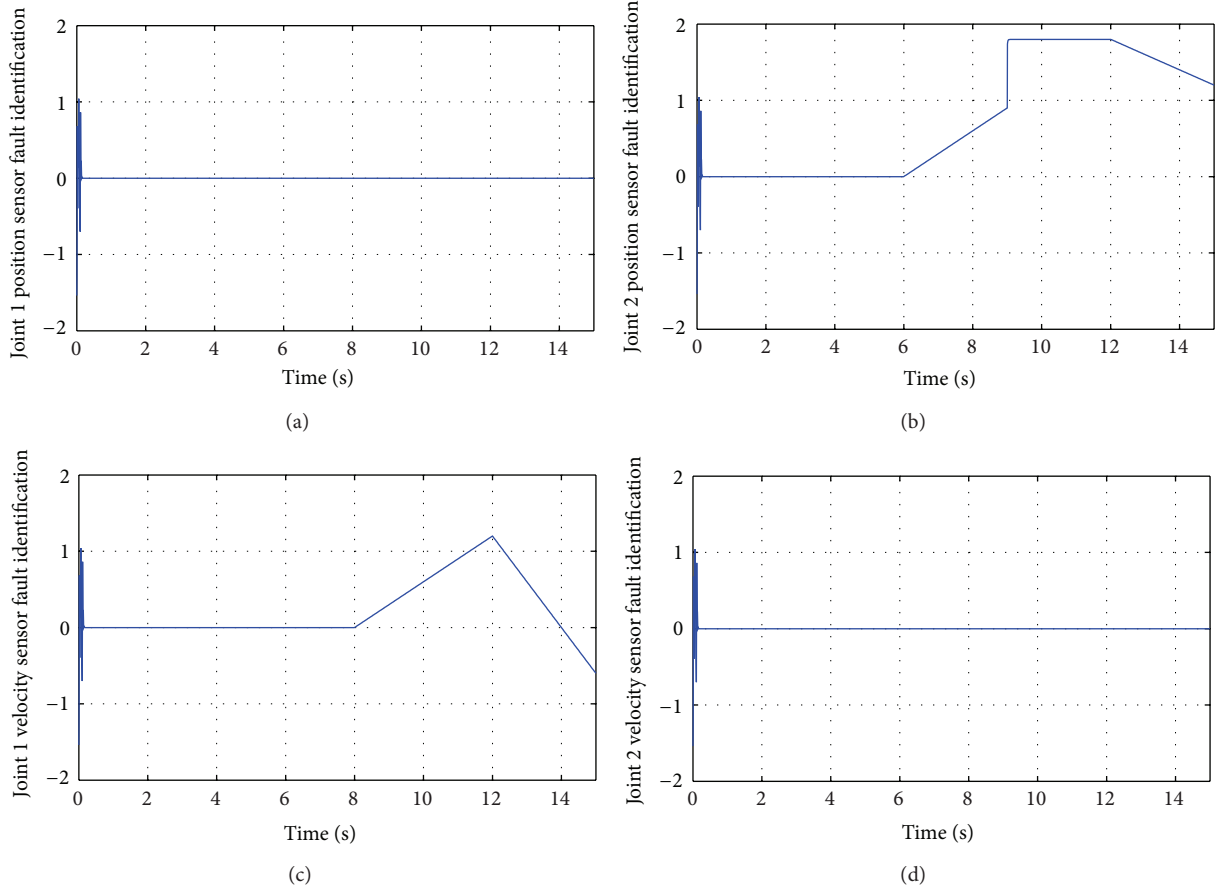 Joint 1 position sensor fault identification
2
1
0
−1
−2
0 2 4 6 8 10 12 14
Time (s)
(a)
Joint 2 position sensor fault identification
2
1
0
−1
−2
0 2 4 6 8 10 12 14
Time (s)
(b)
Joint 1 velocity sensor fault identification
2
1
0
−1
−2
0 2 4 6 8 10 12 14
Time (s)
(c)
Joint 2 velocity sensor fault identification
2
1
0
−1
−2
0 2 4 6 8 10 12 14
Time (s)
(d)